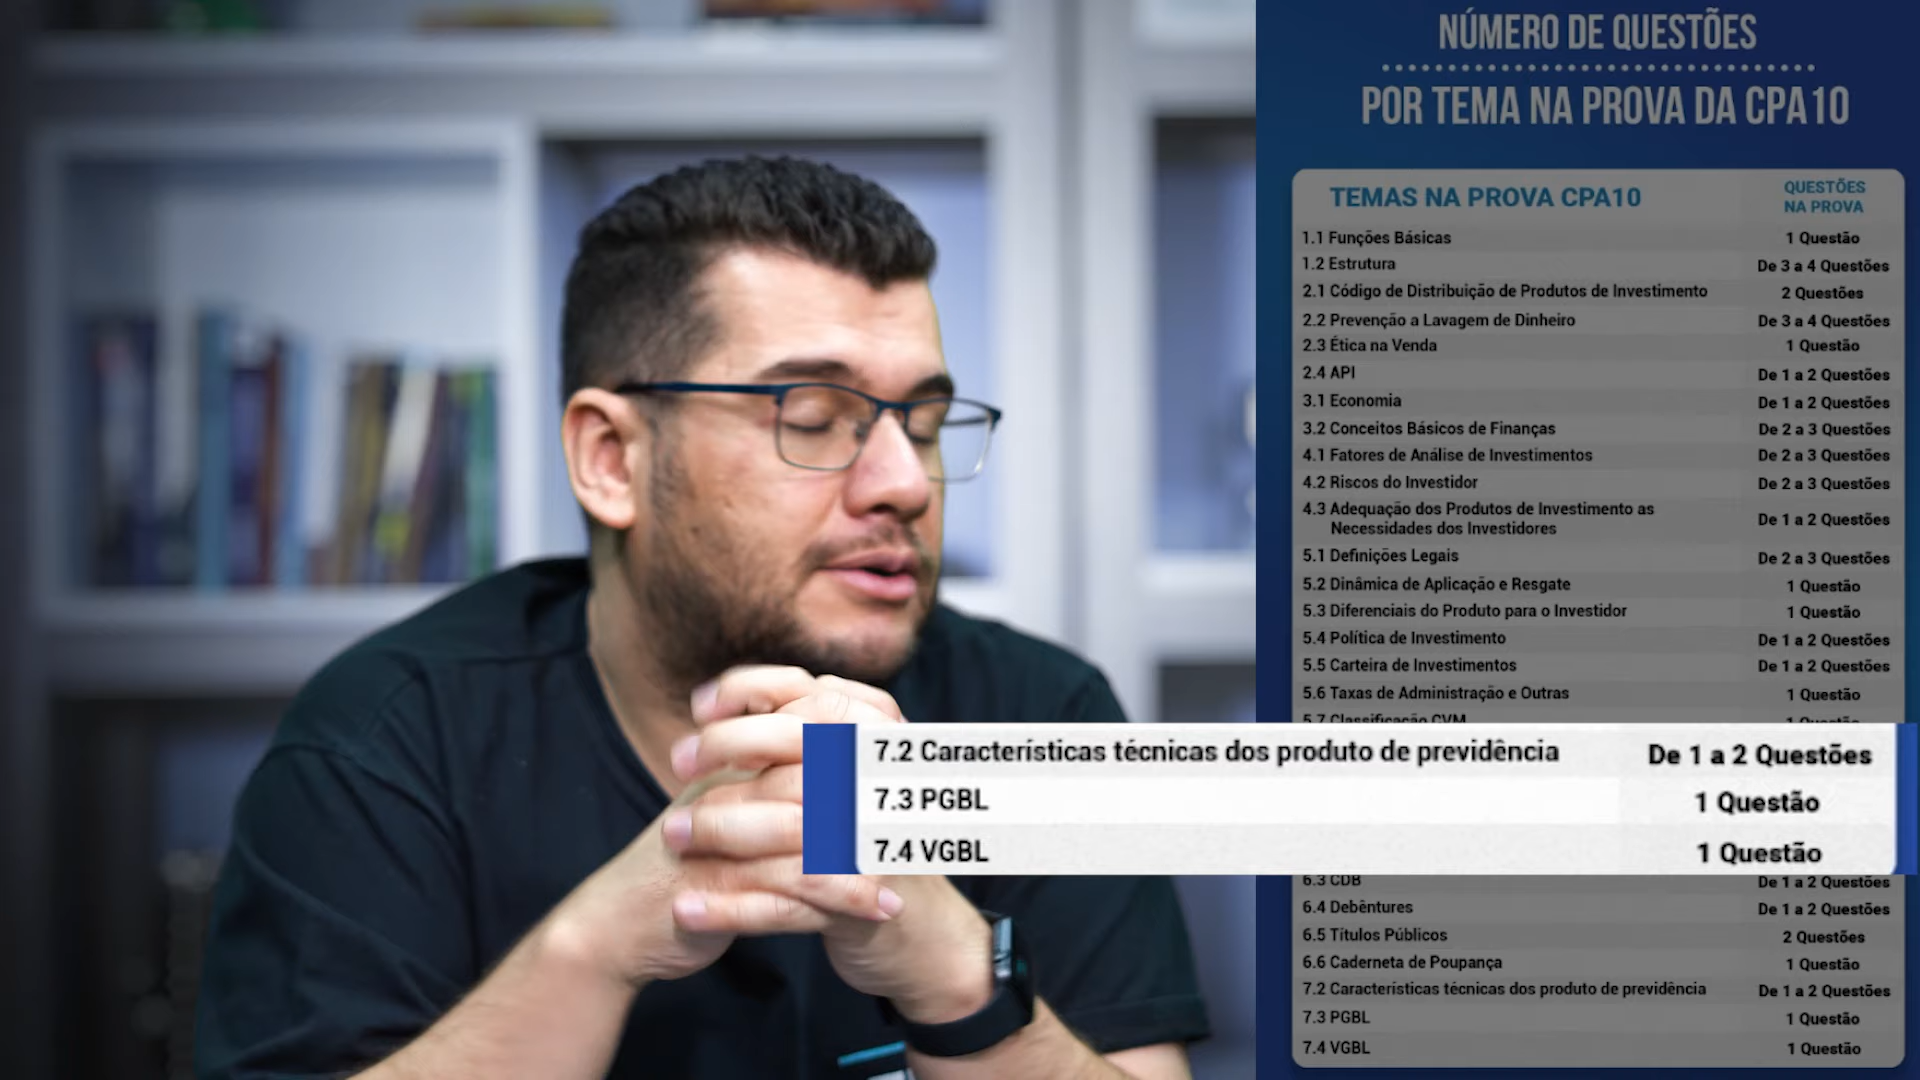 NÚMERO DE QUESTÕES
POR TEMA NA PROVA DA CPA10
TEMAS NA PROVA CPA10 QUESTÕES NA PROVA
1.1 Funções Básicas 1 Questão
1.2 Estrutura De 3 a 4 Questões
2.1 Código de Distribuição de Produtos de Investimento 2 Questões
2.2 Prevenção a Lavagem de Dinheiro De 3 a 4 Questões
2.3 Ética na Venda 1 Questão
2.4 API De 1 a 2 Questões
3.1 Economia De 1 a 2 Questões
3.2 Conceitos Básicos de Finanças De 2 a 3 Questões
4.1 Fatores de Análise de Investimentos De 2 a 3 Questões
4.2 Riscos do Investidor De 2 a 3 Questões
4.3 Adequação dos Produtos de Investimento as
Necessidades dos Investidores De 1 a 2 Questões
5.1 Definições Legais De 2 a 3 Questões
5.2 Dinâmica de Aplicação e Resgate 1 Questão
5.3 Diferenciais do Produto para o Investidor 1 Questão
5.4 Política de Investimento De 1 a 2 Questões
5.5 Carteira de Investimentos De 1 a 2 Questões
5.6 Taxas de Administração e Outras 1 Questão
5.7 Classificação CVM 1 Questão
7.2 Características técnicas dos produto de previdência De 1 a 2 Questões
7.3 PGBL 1 Questão
7.4 VGBL 1 Questão
6.3 CDB De 1 a 2 Questões
6.4 Debêntures De 1 a 2 Questões
6.5 Títulos Públicos 2 Questões
6.6 Caderneta de Poupança 1 Questão
7.2 Características técnicas dos produto de previdência De 1 a 2 Questões
7.3 PGBL 1 Questão
7.4 VGBL 1 Questão